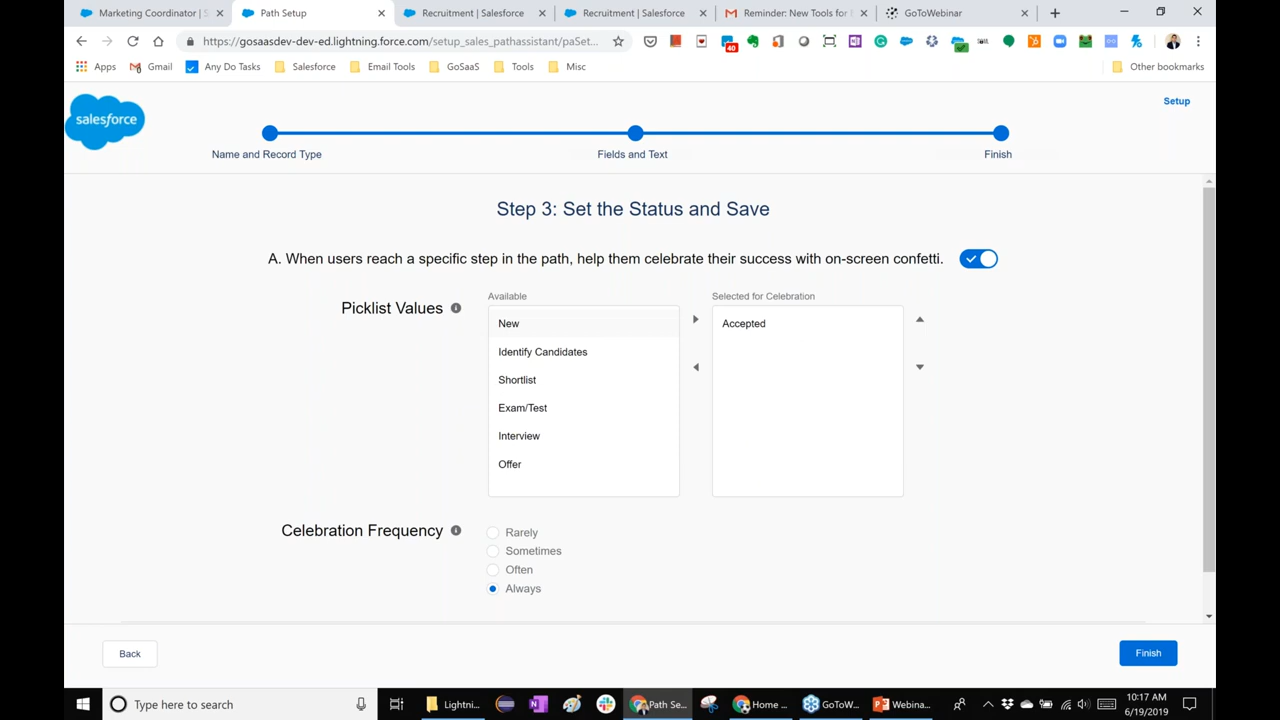 Marketing Coordinator | S
Path Setup
Recruitment | Salesforce
Recruitment | Salesforce
Reminder: New Tools for
GoToWebinar
https://gosaasdev-dev-ed.lightning.force.com/setup_sales_pathassistant/paSet...
40
Apps
Gmail
Any Do Tasks
Salesforce
Email Tools
GoSaaS
Tools
Misc
Other bookmarks
salesforce
Setup
Name and Record Type
Fields and Text
Finish
Step 3: Set the Status and Save
A. When users reach a specific step in the path, help them celebrate their success with on-screen confetti.
Picklist Values
Available
Selected for Celebration
New
Accepted
Identify Candidates
Shortlist
Exam/Test
Interview
Offer
Celebration Frequency
Rarely
Sometimes
Often
Always
Back
Finish
Type here to search
Lightni...
Path Se...
Home ...
GoToW...
Webina...
10:17 AM
6/19/2019